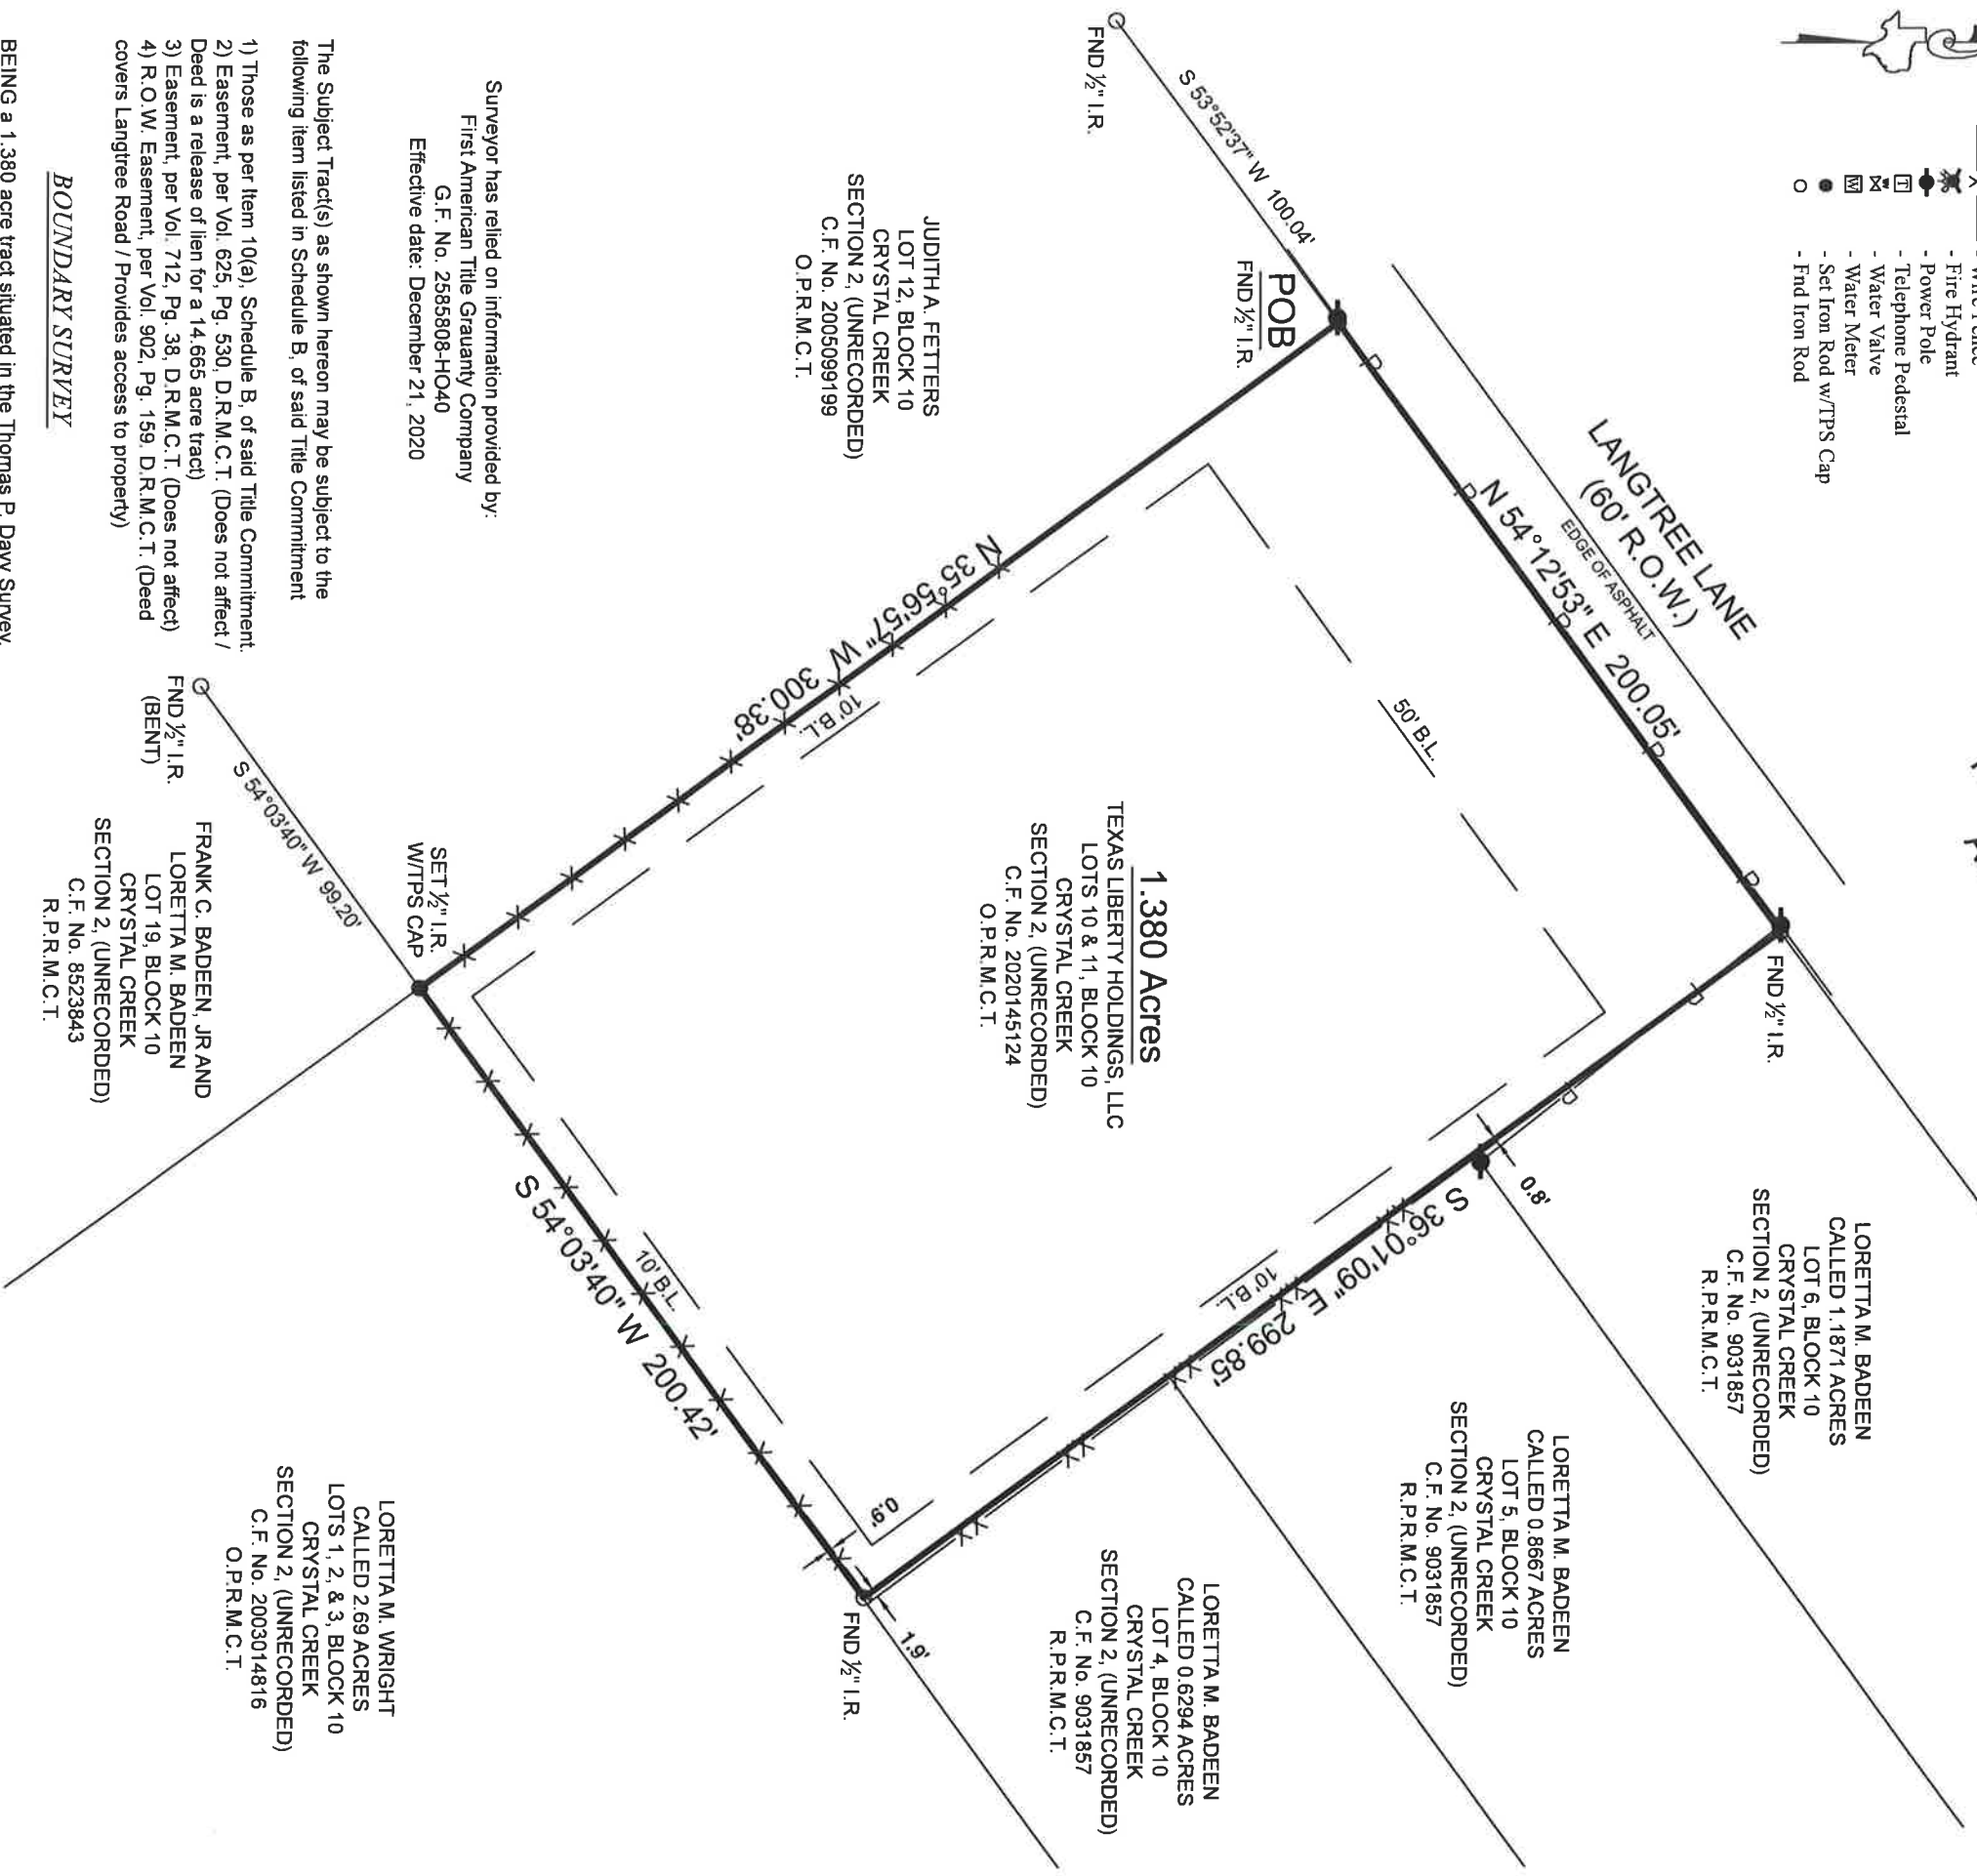 - Fire Hydrant
- Power Pole
- Telephone Pedestal
- Water Valve
- Water Meter
- Set Iron Rod w/TPS Cap
- Fnd Iron Rod
T
W
LANGTREE LANE
(60' R.O.W.)
EDGE OF ASPHALT
N 54°12'53" E 200.05'
S 53°52'37" W 100.04'
FND ½" I.R.
POB
FND ½" I.R.
FND ½" I.R.
50' B.L.
LORETTA M. BADEEN
CALLED 1.1871 ACRES
LOT 6, BLOCK 10
CRYSTAL CREEK
SECTION 2, (UNRECORDED)
C.F. No. 9031857
R.P.R.M.C.T.
0.8'
LORETTA M. BADEEN
CALLED 0.8667 ACRES
LOT 5, BLOCK 10
CRYSTAL CREEK
SECTION 2, (UNRECORDED)
C.F. No. 9031857
R.P.R.M.C.T.
S 36°01'09" E 299.85'
10' B.L.
LORETTA M. BADEEN
CALLED 0.6294 ACRES
LOT 4, BLOCK 10
CRYSTAL CREEK
SECTION 2, (UNRECORDED)
C.F. No. 9031857
R.P.R.M.C.T.
1.380 Acres
TEXAS LIBERTY HOLDINGS, LLC
LOTS 10 & 11, BLOCK 10
CRYSTAL CREEK
SECTION 2, (UNRECORDED)
C.F. No. 2020145124
O.P.R.M.C.T.
JUDITH A. FETTERS
LOT 12, BLOCK 10
CRYSTAL CREEK
SECTION 2, (UNRECORDED)
C.F. No. 2005099199
O.P.R.M.C.T.
N 35°56'57" W 300.38'
10' B.L.
1.9'
0.9'
FND ½" I.R.
10' B.L.
S 54°03'40" W 200.42'
SET ½" I.R.
W/TPS CAP
S 54°03'40" W 99.20'
FND ½" I.R.
(BENT)
LORETTA M. WRIGHT
CALLED 2.69 ACRES
LOTS 1, 2, & 3, BLOCK 10
CRYSTAL CREEK
SECTION 2, (UNRECORDED)
C.F. No. 2003014816
O.P.R.M.C.T.
FRANK C. BADEEN, JR AND
LORETTA M. BADEEN
LOT 19, BLOCK 10
CRYSTAL CREEK
SECTION 2, (UNRECORDED)
C.F. No. 8523843
R.P.R.M.C.T.
Surveyor has relied on information provided by:
First American Title Grauanty Company
G.F. No. 2585808-HO40
Effective date: December 21, 2020
The Subject Tract(s) as shown hereon may be subject to the
following item listed in Schedule B, of said Title Commitment
1) Those as per Item 10(a), Schedule B, of said Title Commitment.
2) Easement, per Vol. 625, Pg. 530, D.R.M.C.T. (Does not affect /
Deed is a release of lien for a 14.665 acre tract)
3) Easement, per Vol. 712, Pg. 38, D.R.M.C.T. (Does not affect)
4) R.O.W. Easement, per Vol. 902, Pg. 159. D.R.M.C.T. (Deed
covers Langtree Road / Provides access to property)
BOUNDARY SURVEY
BEING a 1.380 acre tract situated in the Thomas P. Davy Survey,